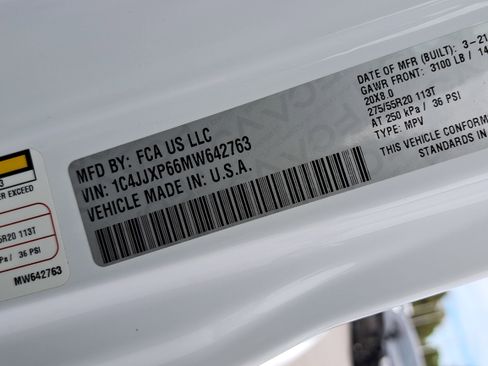 3
ER EXCEED
5R20 113T
Pa / 36 PSI
MW642763
MFD BY: FCA US LLC
VIN: 1C4JJXP66MW642763
VEHICLE MADE IN: U.S.A.
DATE OF MFR (BUILT): 3-21
GAWR FRONT: 3100 LB / 14
20X8.0
275/55R20 113T
AT 250 kPa / 36 PSI
TYPE: MPV
THIS VEHICLE CONFORM
STANDARDS IN